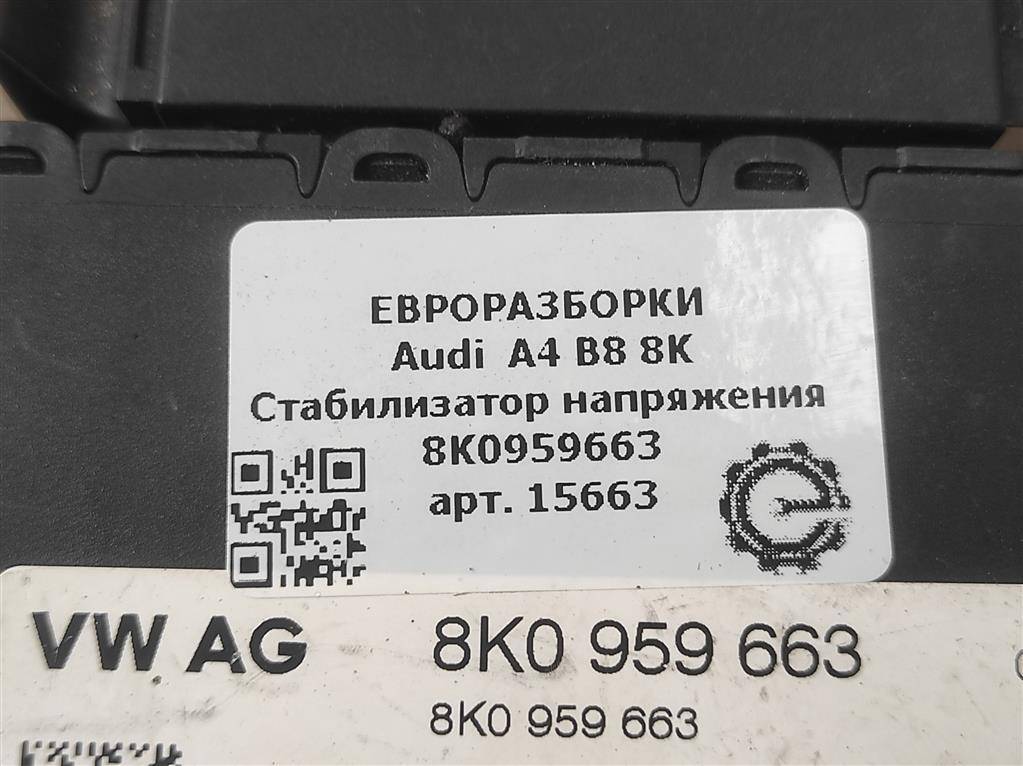 ЕВРОРАЗБОРКИ
Audi A4 B8 8K
Стабилизатор напряжения
8K0959663
арт. 15663
VW AG 8K0 959 663
8K0 959 663